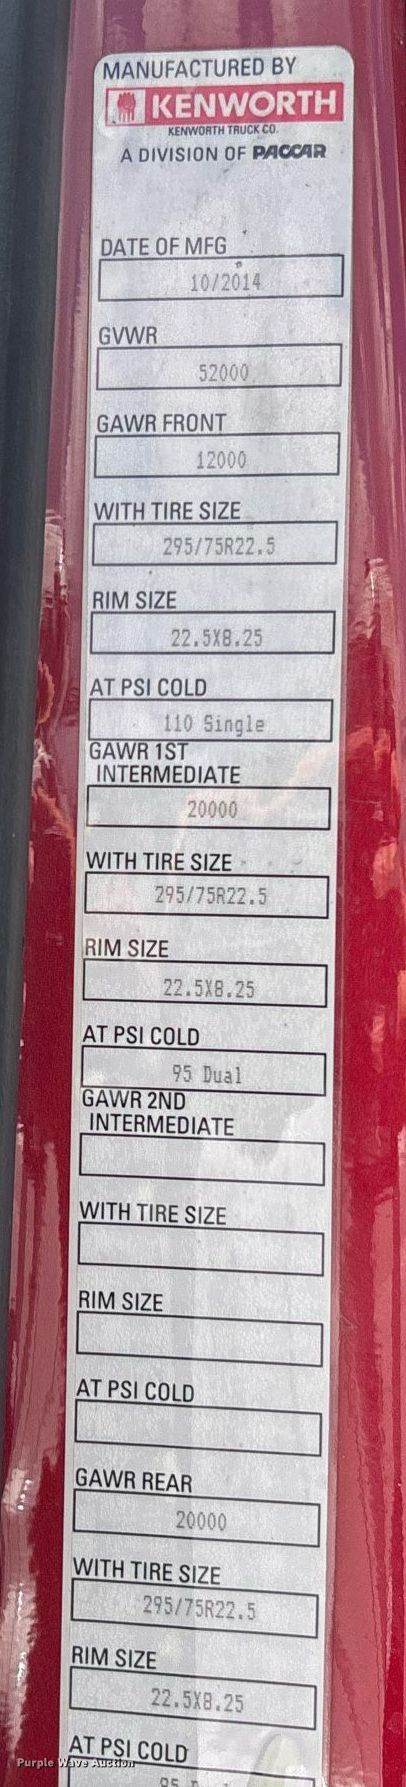 MANUFACTURED BY
KENWORTH
KENWORTH TRUCK CO.
A DIVISION OF PACCAR
DATE OF MFG
10/2014
GVWR
52000
GAWR FRONT
12000
WITH TIRE SIZE
295/75R22.5
RIM SIZE
22.5X8.25
AT PSI COLD
110 Single
GAWR 1ST
INTERMEDIATE
20000
WITH TIRE SIZE
295/75R22.5
RIM SIZE
22.5X8.25
AT PSI COLD
95 Dual
GAWR 2ND
INTERMEDIATE
WITH TIRE SIZE
RIM SIZE
AT PSI COLD
GAWR REAR
20000
WITH TIRE SIZE
295/75R22.5
RIM SIZE
22.5X8.25
AT PSI COLD
Purple Wave Auction
95